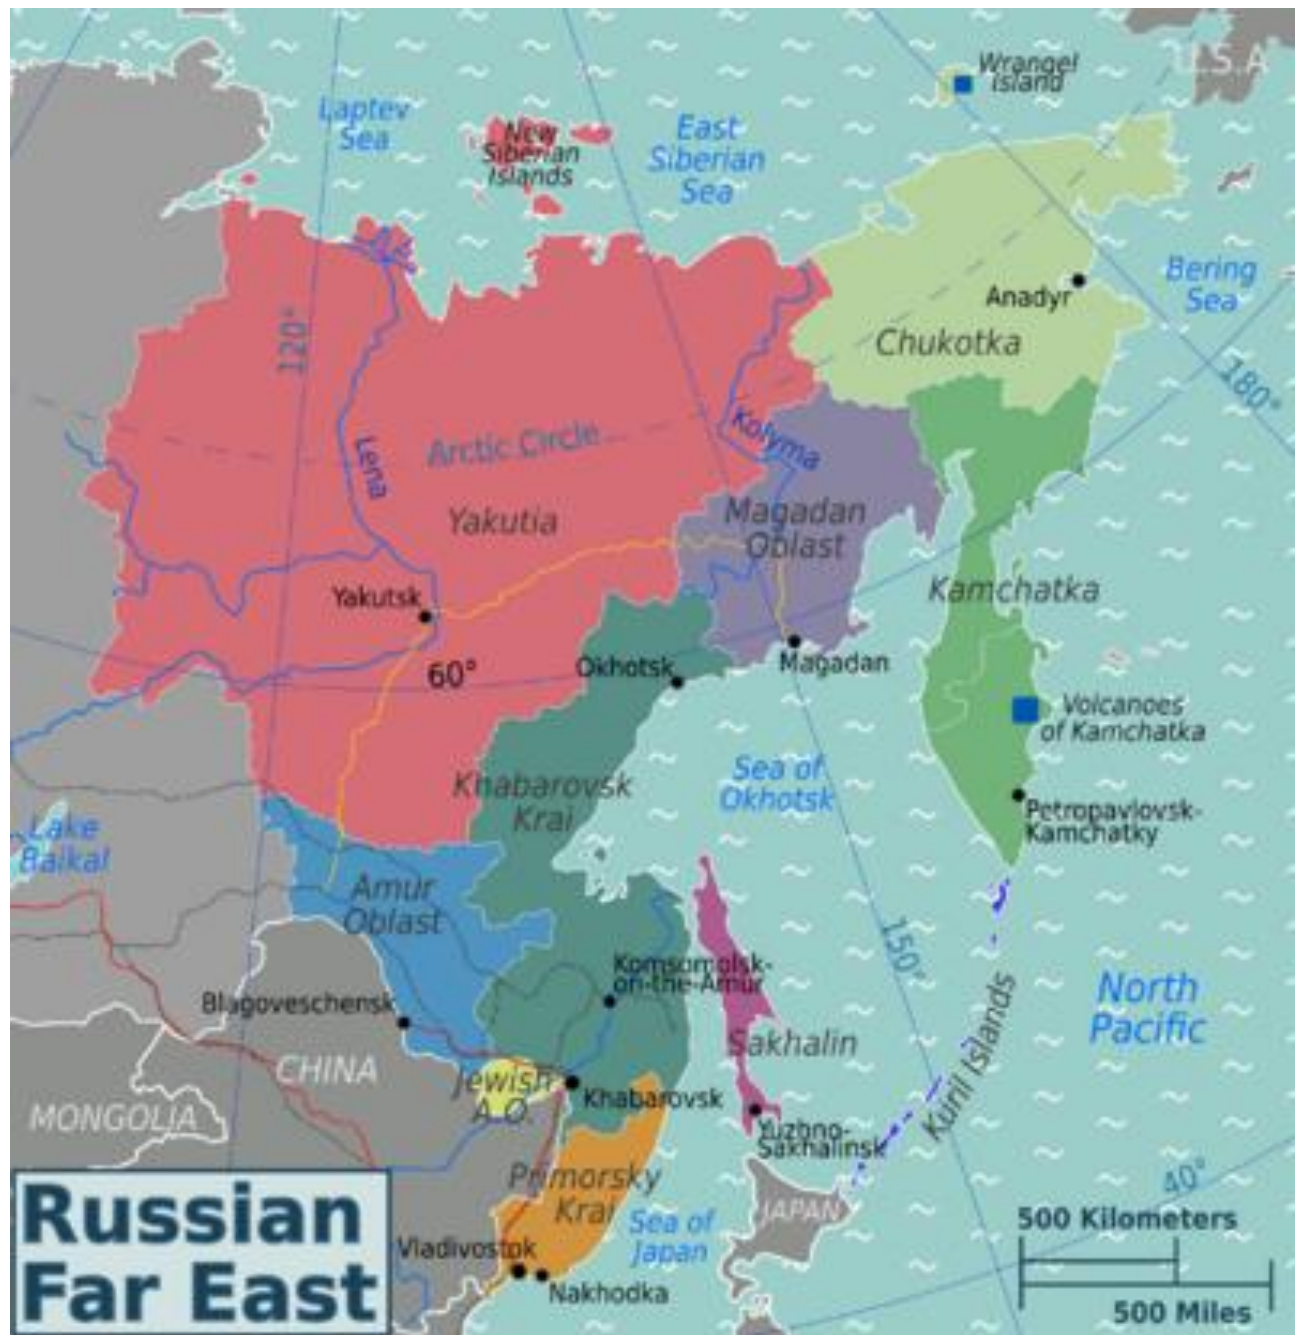 U.S.A
Wrangel
Island
Laptev
Sea
New
Siberian
Islands
East
Siberian
Sea
Bering
Sea
Anadyr
Chukotka
120°
180°
Kolyma
Arctic Circle
Lena
Yakutia
Magadan
Oblast
Kamchatka
Yakutsk
60°
Okhotsk
Magadan
Volcanoes
of Kamchatka
Khabarovsk
Krai
Sea of
Okhotsk
Petropavlovsk-
Kamchatky
Lake
Baikal
Amur
Oblast
150°
Komsomolsk-
on-the-Amur
North
Pacific
Blagoveschensk
Sakhalin
Kuril Islands
CHINA
Jewish
A.O.
Khabarovsk
MONGOLIA
Yuzhno-
Sakhalinsk
Primorsky
Krai
JAPAN
40°
Sea of
Japan
Vladivostok
Nakhodka
Russian
Far East
500 Kilometers
500 Miles